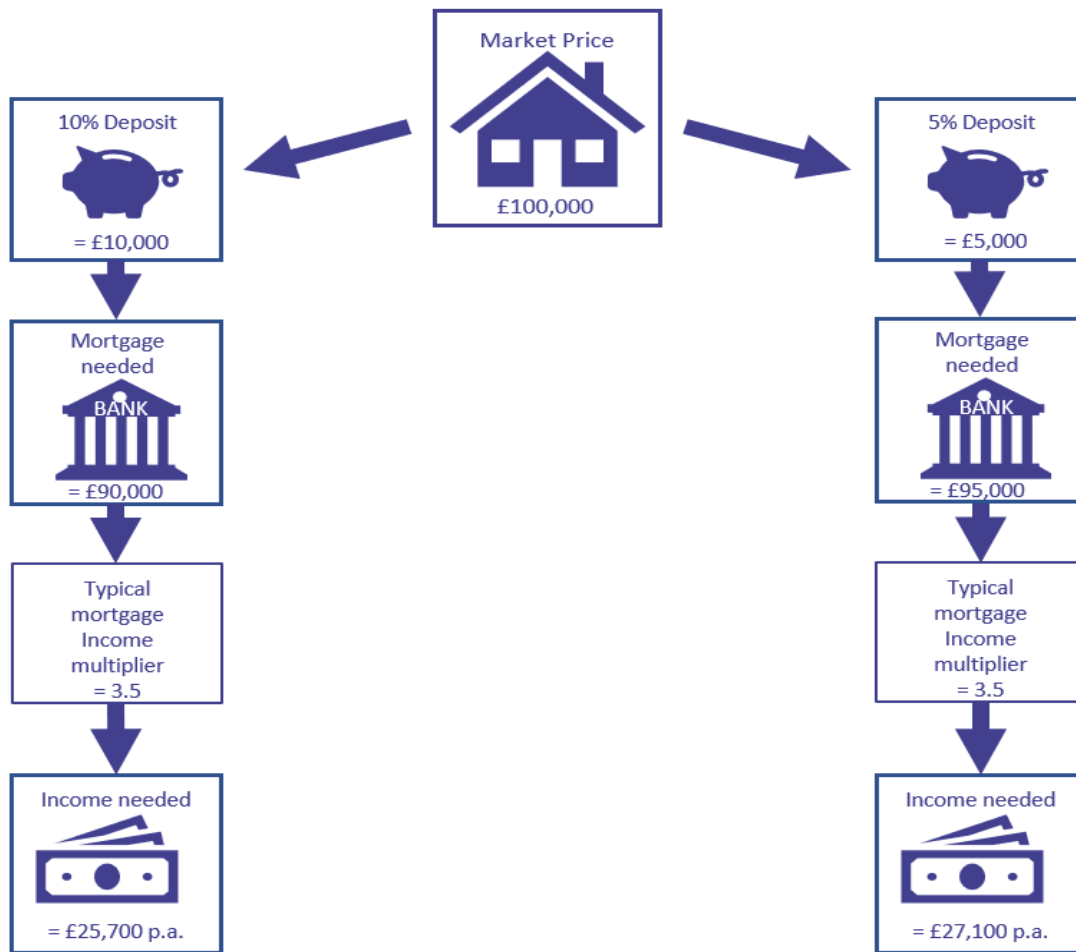 Market Price
£100,000
10% Deposit
= £10,000
Mortgage
needed
BANK
= £90,000
Typical
mortgage
Income
multiplier
= 3.5
Income needed
= £25,700 p.a.
5% Deposit
= £5,000
Mortgage
needed
BANK
= £95,000
Typical
mortgage
Income
multiplier
= 3.5
Income needed
= £27,100 p.a.